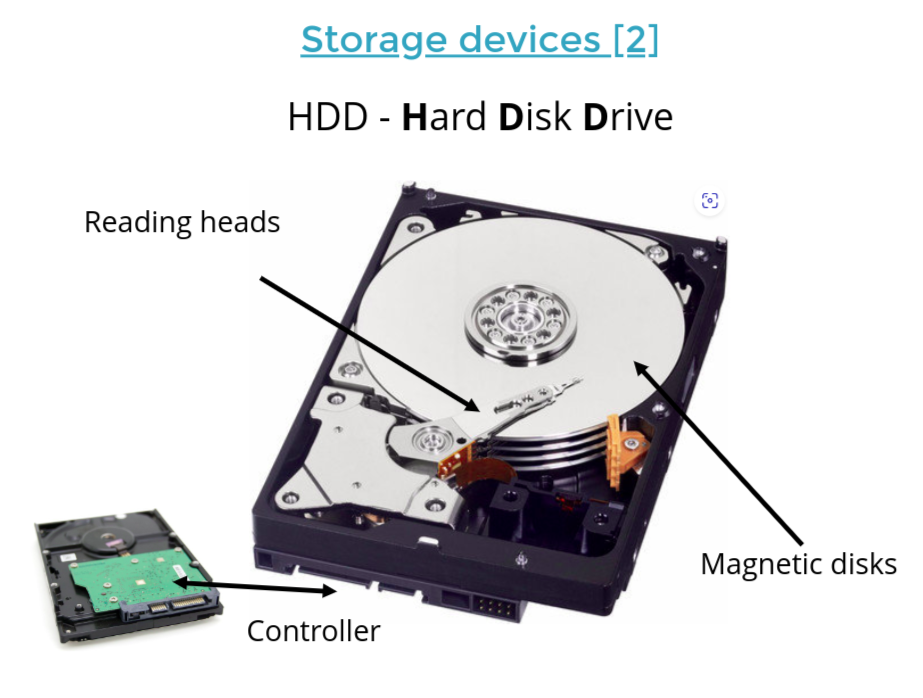 Storage devices [2]
HDD - Hard Disk Drive
Reading heads
Magnetic disks
Controller